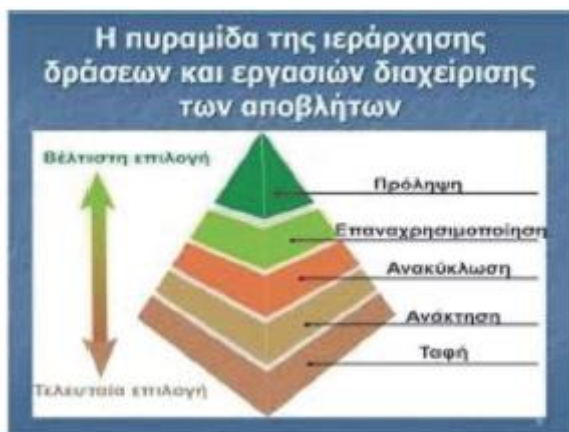 Η πυραμίδα της ιεράρχησης
δράσεων και εργασιών διαχείρισης
των αποβλήτων
Βέλτιστη επιλογή
Πρόληψη
Επαναχρησιμοποίηση
Ανακύκλωση
Ανάκτηση
Ταφή
Τελευταία επιλογή